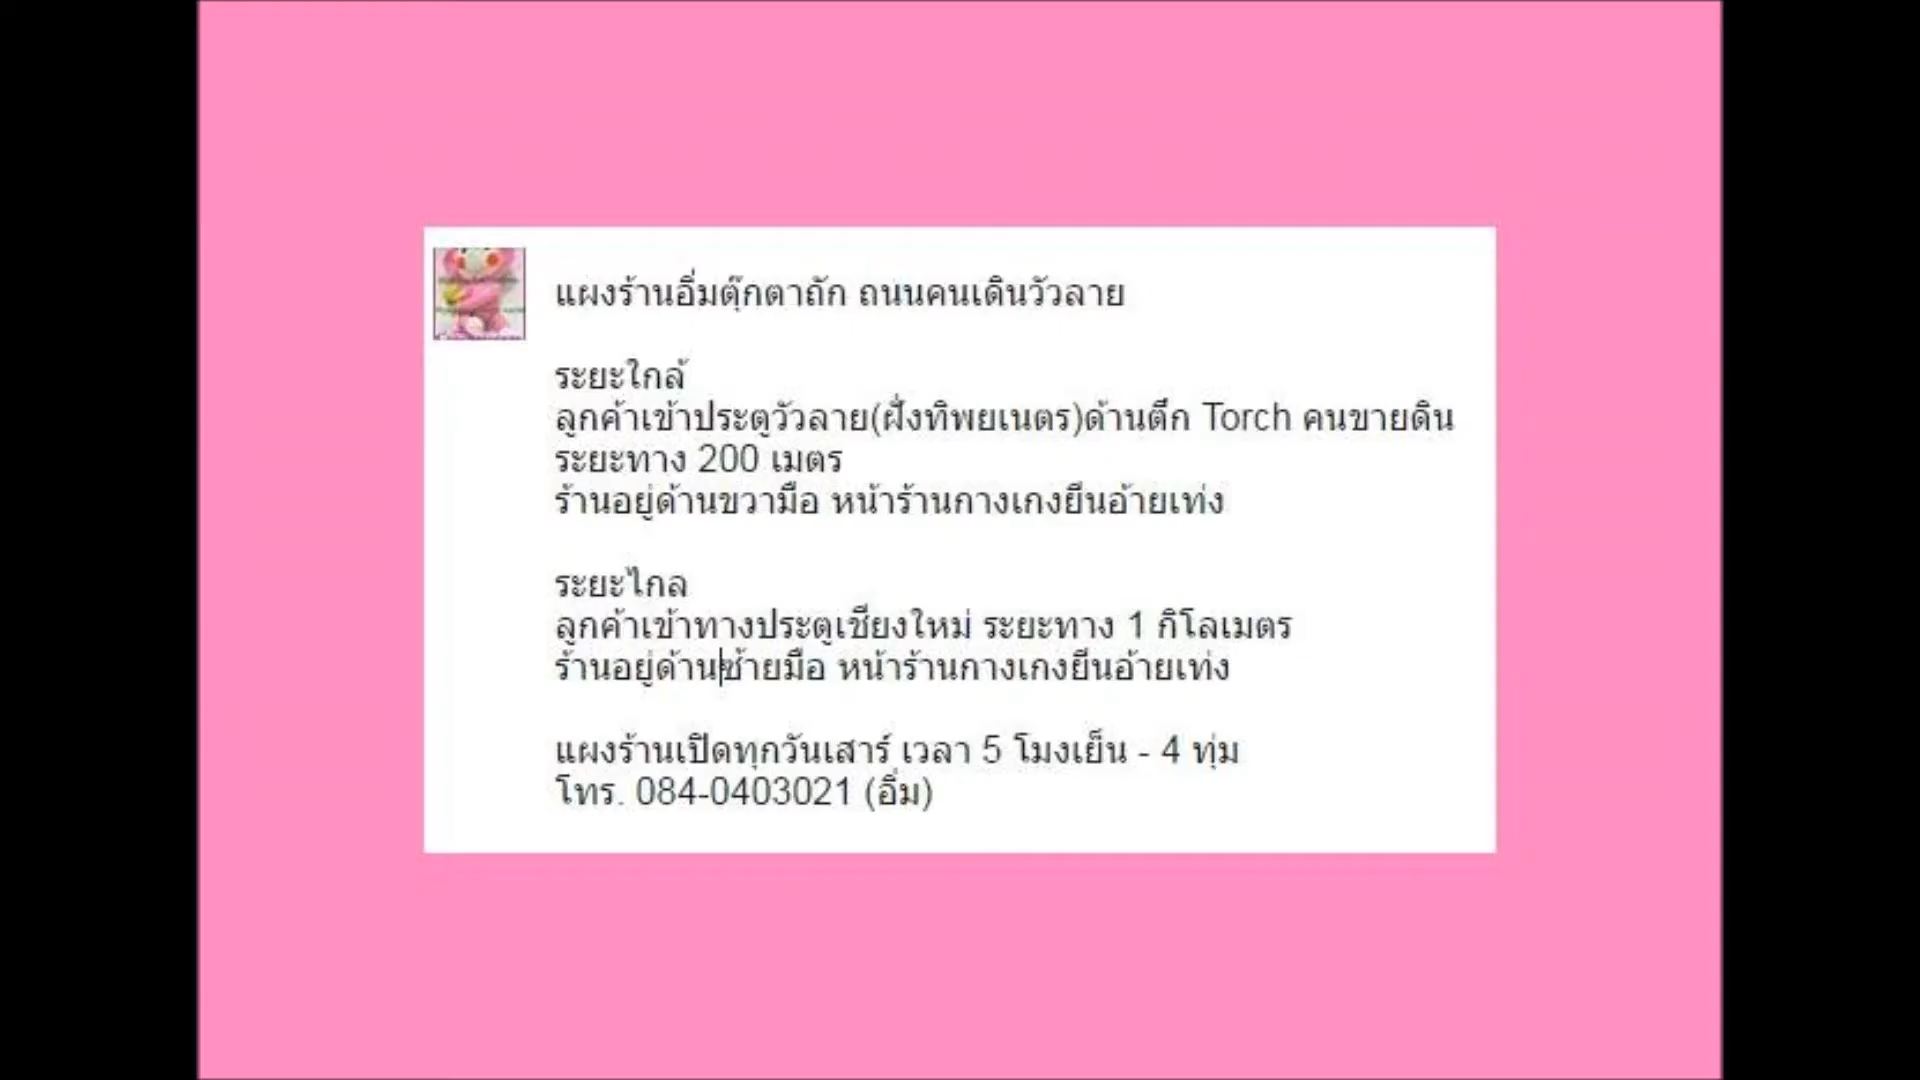 แผงร้านอิ่มตุ๊กตาถัก ถนนคนเดินวัวลาย
ระยะใกล้
ลูกค้าเข้าประตูวัวลาย(ฝั่งทิพยเนตร)ด้านตึก Torch คนขายดิน
ระยะทาง 200 เมตร
ร้านอยู่ด้านขวามือ หน้าร้านกางเกงยีนอ้ายเท่ง
ระยะไกล
ลูกค้าเข้าทางประตูเชียงใหม่ ระยะทาง 1 กิโลเมตร
ร้านอยู่ด้านซ้ายมือ หน้าร้านกางเกงยีนอ้ายเท่ง
แผงร้านเปิดทุกวันเสาร์ เวลา 5 โมงเย็น - 4 ทุ่ม
โทร. 084-0403021 (อิ่ม)